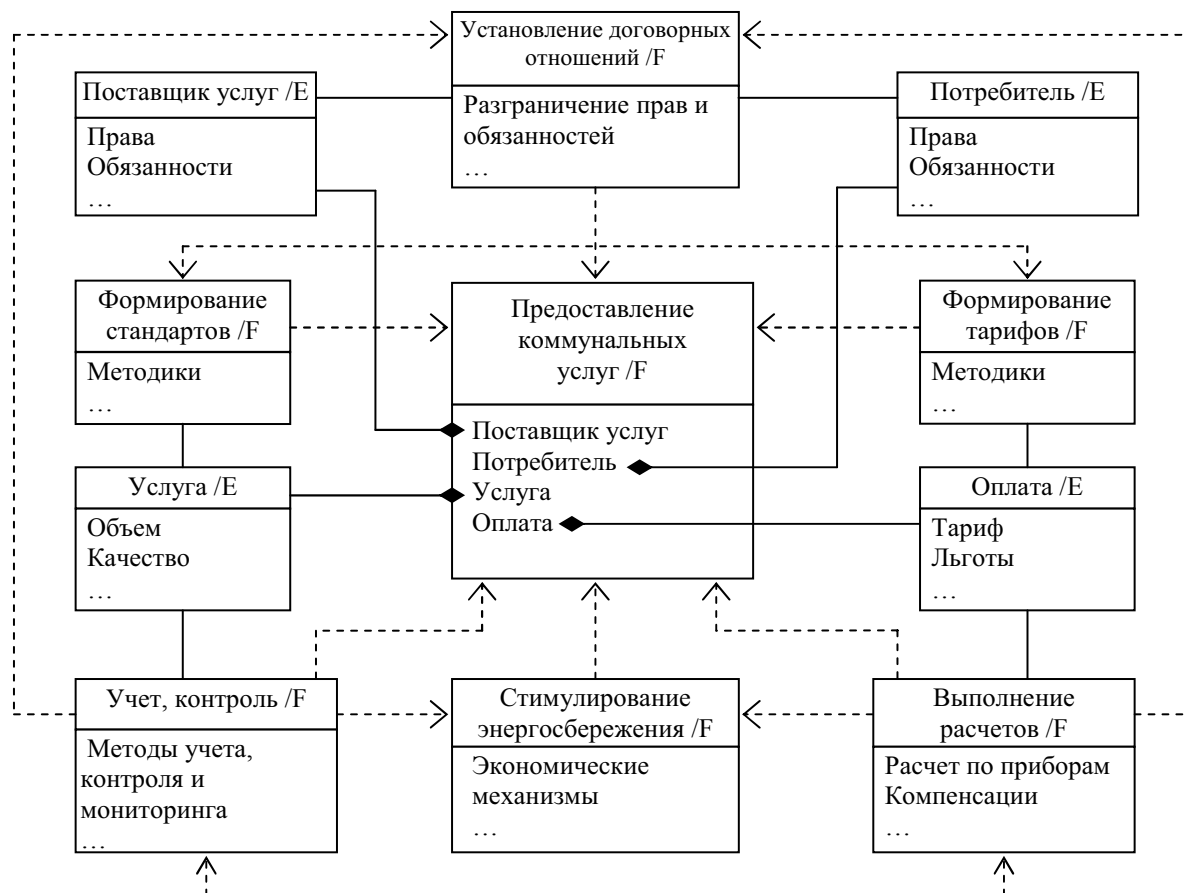 Установление договорных
отношений /F
Разграничение прав и
обязанностей
…
Поставщик услуг /E
Права
Обязанности
…
Потребитель /E
Права
Обязанности
…
Формирование
стандартов /F
Методики
…
Предоставление
коммунальных
услуг /F
Поставщик услуг
Потребитель
Услуга
Оплата
Формирование
тарифов /F
Методики
…
Услуга /E
Объем
Качество
…
Оплата /E
Тариф
Льготы
…
Учет, контроль /F
Методы учета,
контроля и
мониторинга
…
Стимулирование
энергосбережения /F
Экономические
механизмы
…
Выполнение
расчетов /F
Расчет по приборам
Компенсации
…